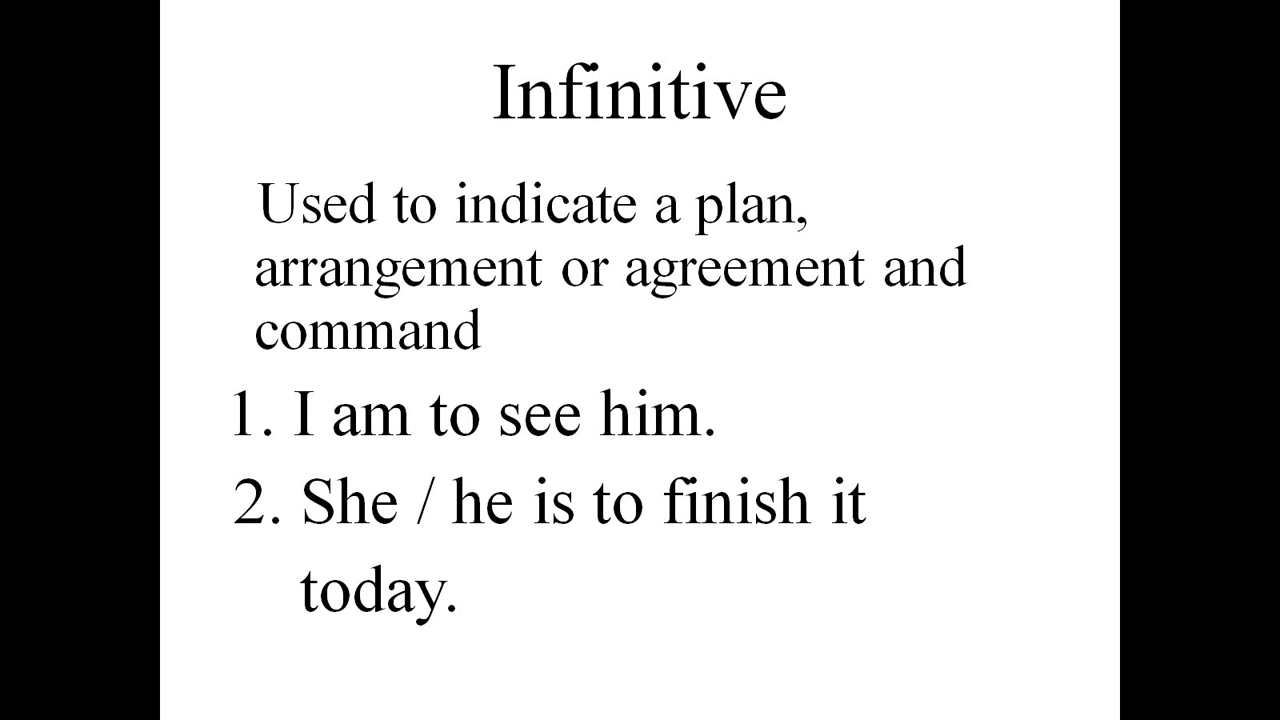 Infinitive
Used to indicate a plan,
arrangement or agreement and
command
1. I am to see him.
2. She / he is to finish it
today.